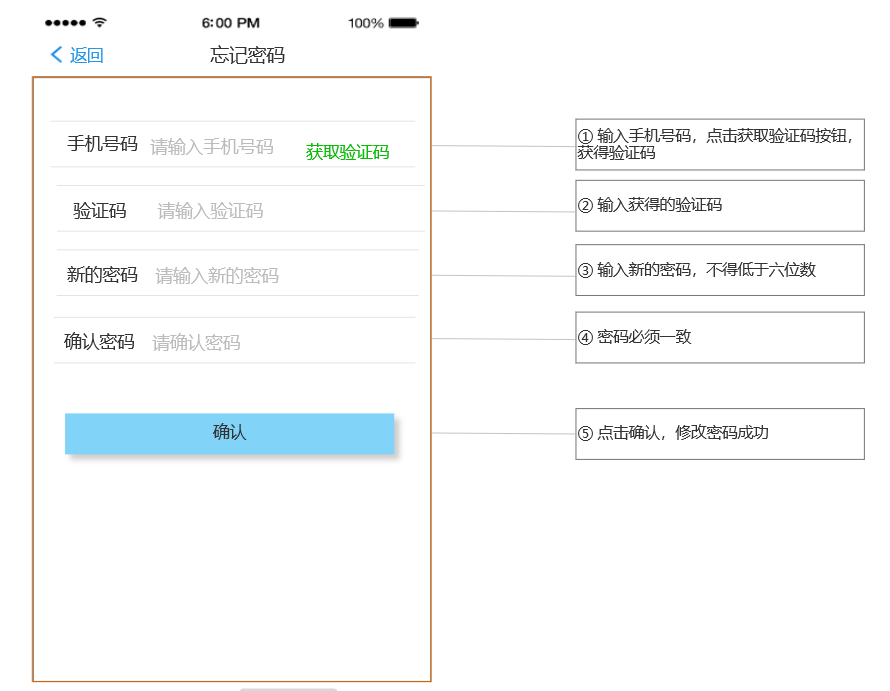 6:00 PM 100%
返回 忘记密码
手机号码 请输入手机号码 获取验证码
验证码 请输入验证码
新的密码 请输入新的密码
确认密码 请确认密码
确认
① 输入手机号码，点击获取验证码按钮，
获得验证码
② 输入获得的验证码
③ 输入新的密码，不得低于六位数
④ 密码必须一致
⑤ 点击确认，修改密码成功